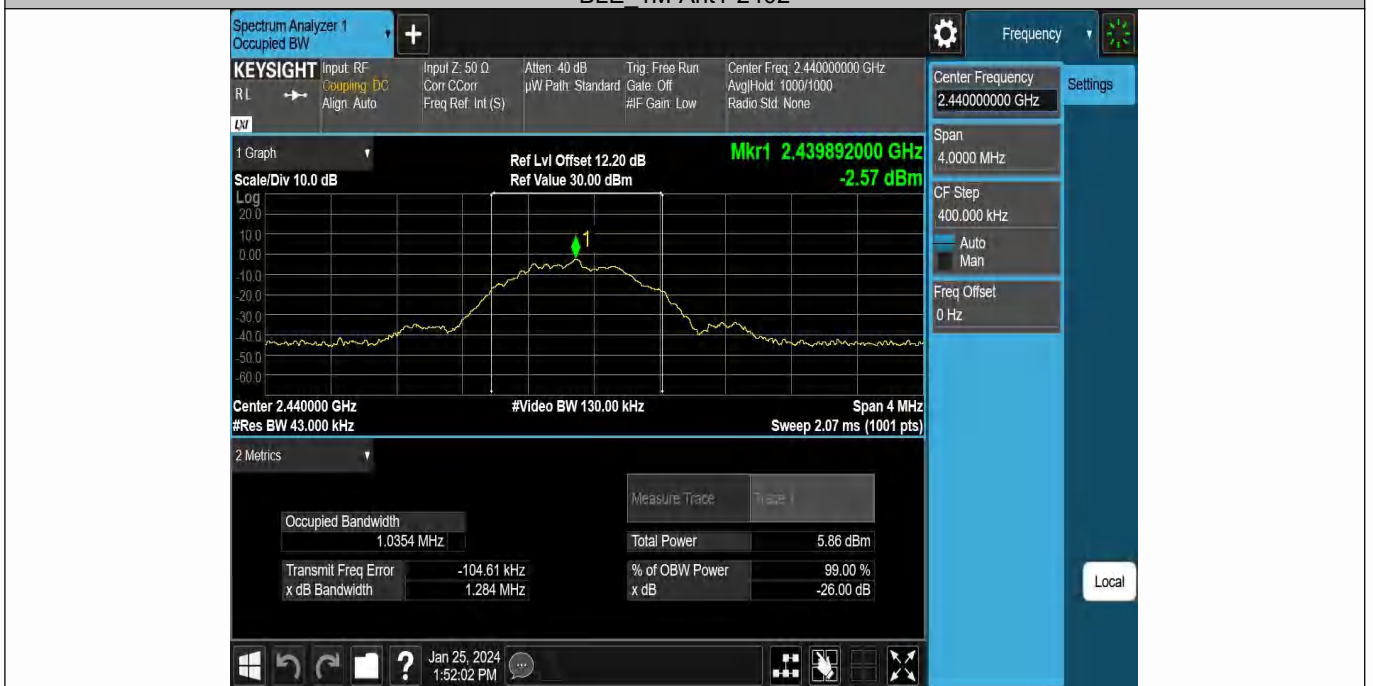 Spectrum Analyzer 1
Occupied BW
Frequency
KEYSIGHT
RL
LXI
Input: RF
Coupling: DC
Align: Auto
Input Z: 50 Ω
Corr CCorr
Freq Ref: Int (S)
Atten: 40 dB
µW Path: Standard
Trig: Free Run
Gate: Off
#IF Gain: Low
Center Freq: 2.440000000 GHz
Avg|Hold: 1000/1000
Radio Std: None
Center Frequency
2.440000000 GHz
Settings
Span
4.0000 MHz
CF Step
400.000 kHz
Auto
Man
Freq Offset
0 Hz
1 Graph
Ref Lvl Offset 12.20 dB
Mkr1 2.439892000 GHz
Scale/Div 10.0 dB
Ref Value 30.00 dBm
-2.57 dBm
Log
20.0
10.0
0.00
-10.0
-20.0
-30.0
-40.0
-50.0
-60.0
1
Center 2.440000 GHz
#Video BW 130.00 kHz
Span 4 MHz
#Res BW 43.000 kHz
Sweep 2.07 ms (1001 pts)
2 Metrics
Measure Trace
Trace 1
Occupied Bandwidth
1.0354 MHz
Total Power
5.86 dBm
Transmit Freq Error
-104.61 kHz
% of OBW Power
99.00 %
x dB Bandwidth
1.284 MHz
x dB
-26.00 dB
Local
Jan 25, 2024
1:52:02 PM